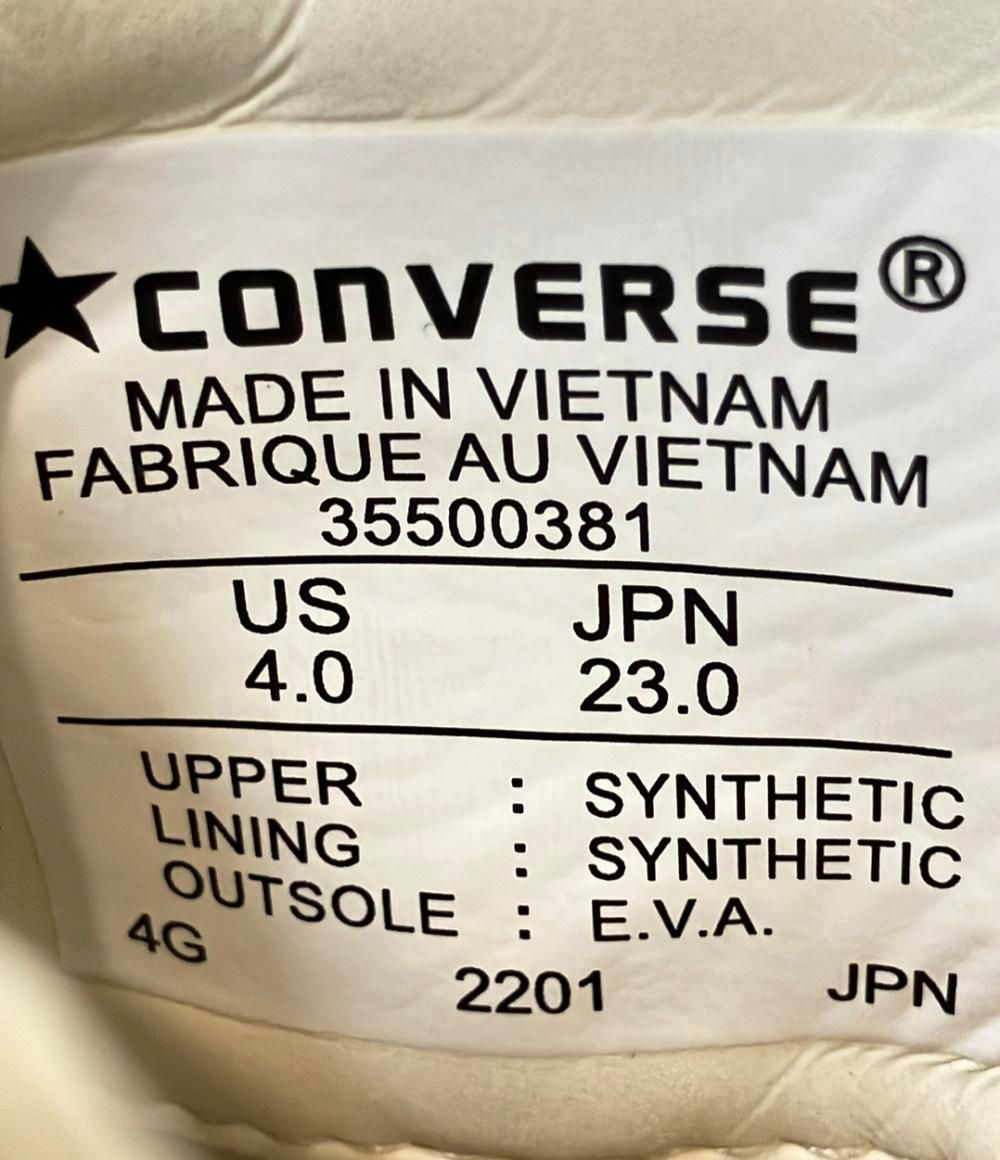 ★CONVERSE®
MADE IN VIETNAM
FABRIQUE AU VIETNAM
35500381
US JPN
4.0 23.0
UPPER : SYNTHETIC
LINING : SYNTHETIC
OUTSOLE : E.V.A.
4G 2201 JPN